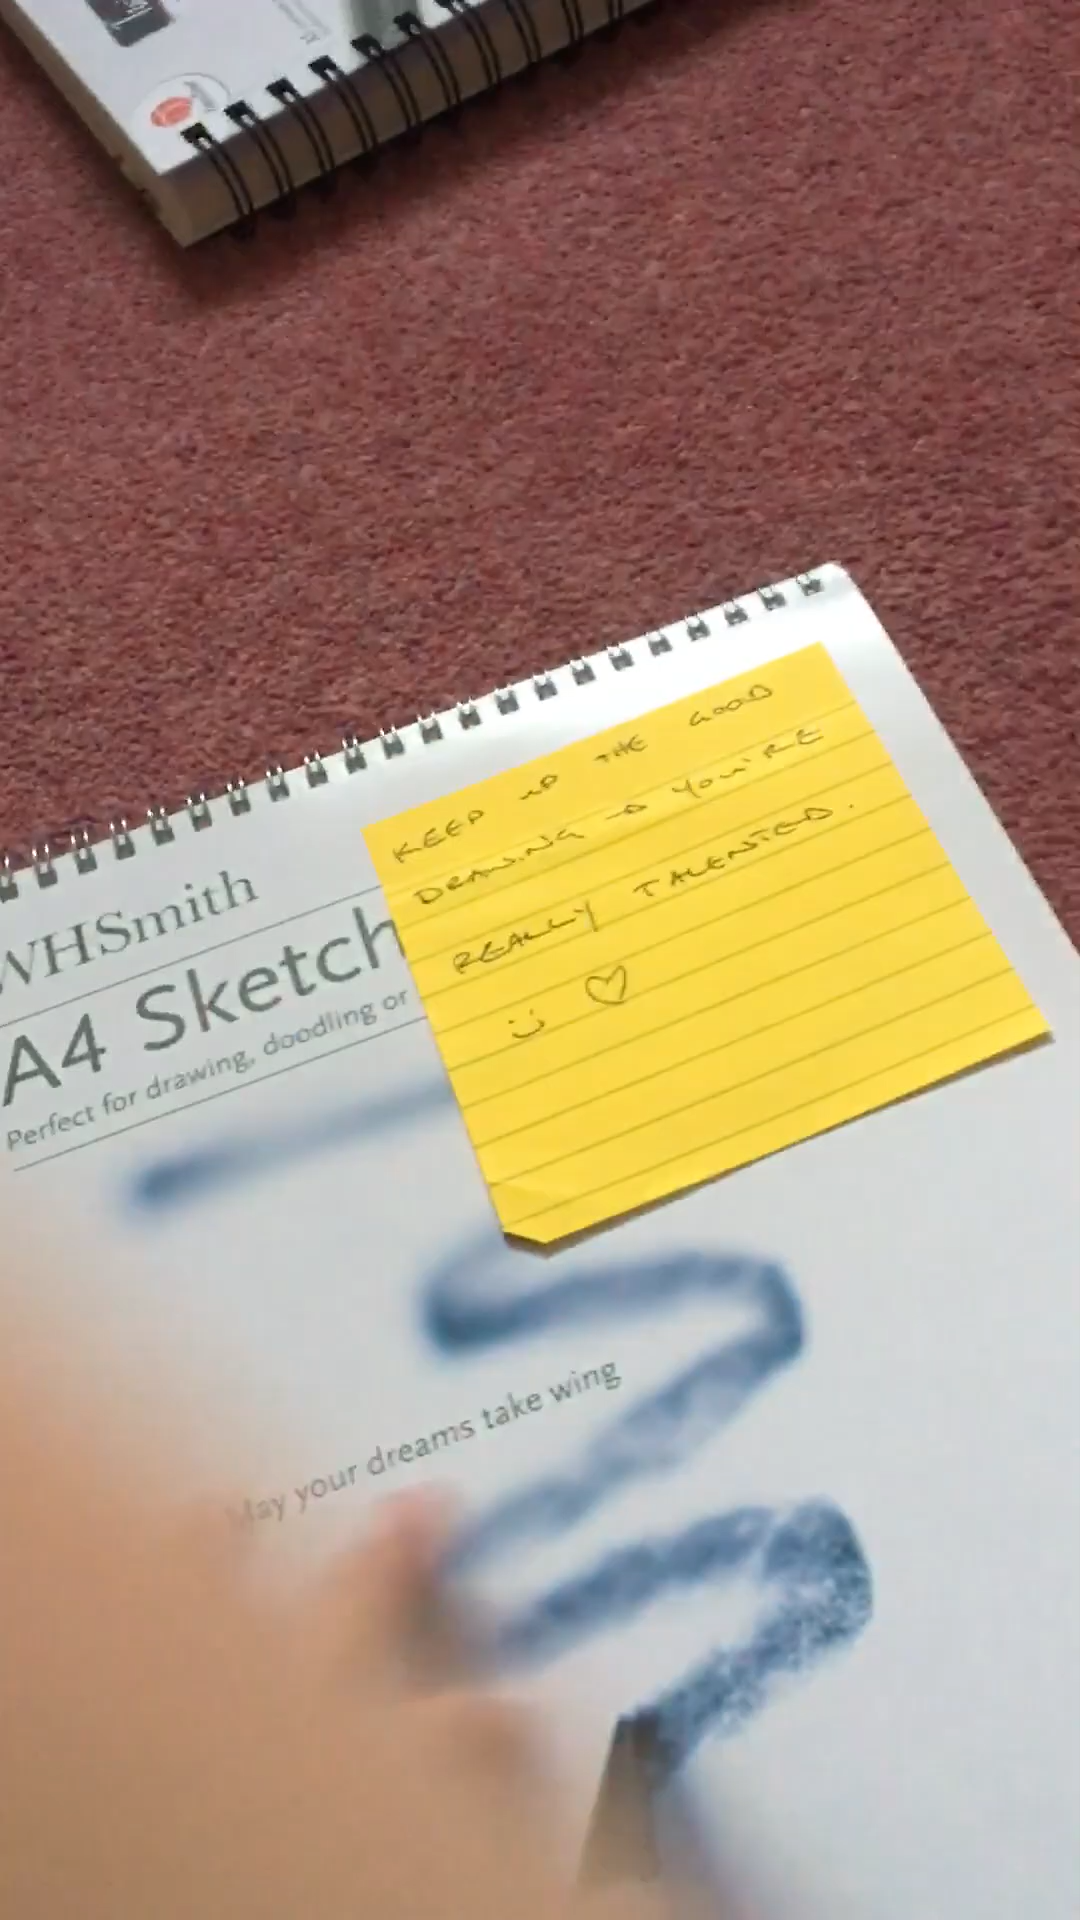 KEEP UP THE GOOD
DRAWING → YOU'RE
REALLY TALENTED.
WHSmith
A4 Sketch
Perfect for drawing, doodling or
May your dreams take wing